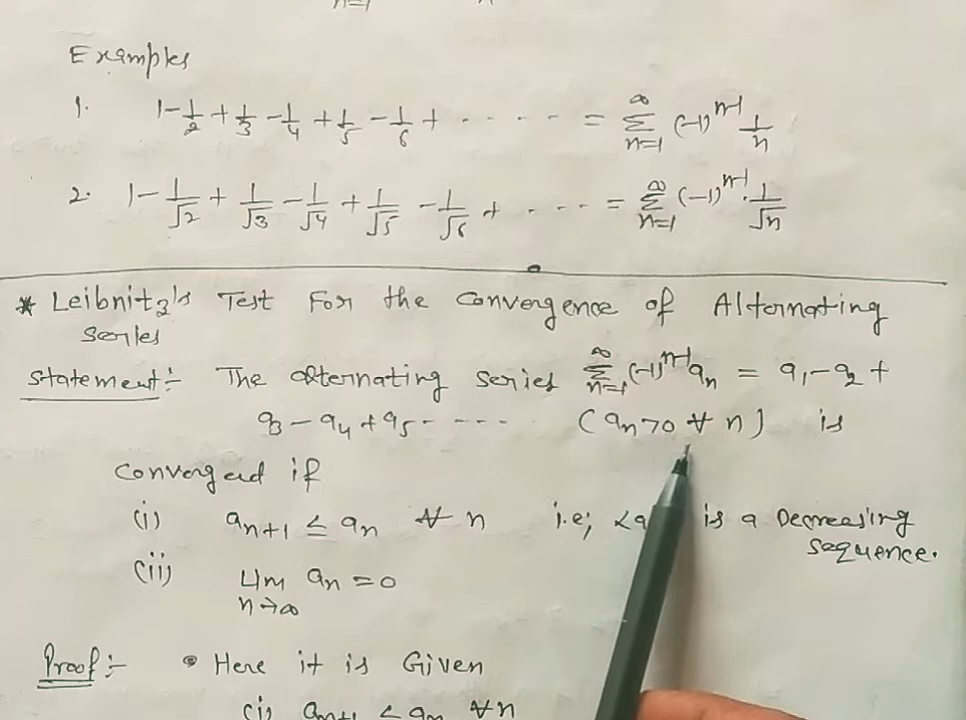 n=1
Examples
1. 1 - 1/2 + 1/3 - 1/4 + 1/5 - 1/6 + ..... = ∑_{n=1}^{∞} (-1)^{n-1} 1/n
2. 1 - 1/√2 + 1/√3 - 1/√4 + 1/√5 - 1/√6 + ..... = ∑_{n=1}^{∞} (-1)^{n-1} . 1/√n
* Leibnitz's Test For the Convergence of Alternating
Series
Statement :- The alternating series ∑_{n=1}^{∞} (-1)^{n-1} a_n = a_1 - a_2 +
a_3 - a_4 + a_5 - - - - - (a_n > 0 ∀ n) is
Convergent if
(i) a_{n+1} ≤ a_n ∀ n i.e; <a is a Decreasing
Sequence.
(ii) Lim_{n→∞} a_n = 0
Proof :- • Here it is Given
(i) a_{n+1} ≤ a_n ∀ n